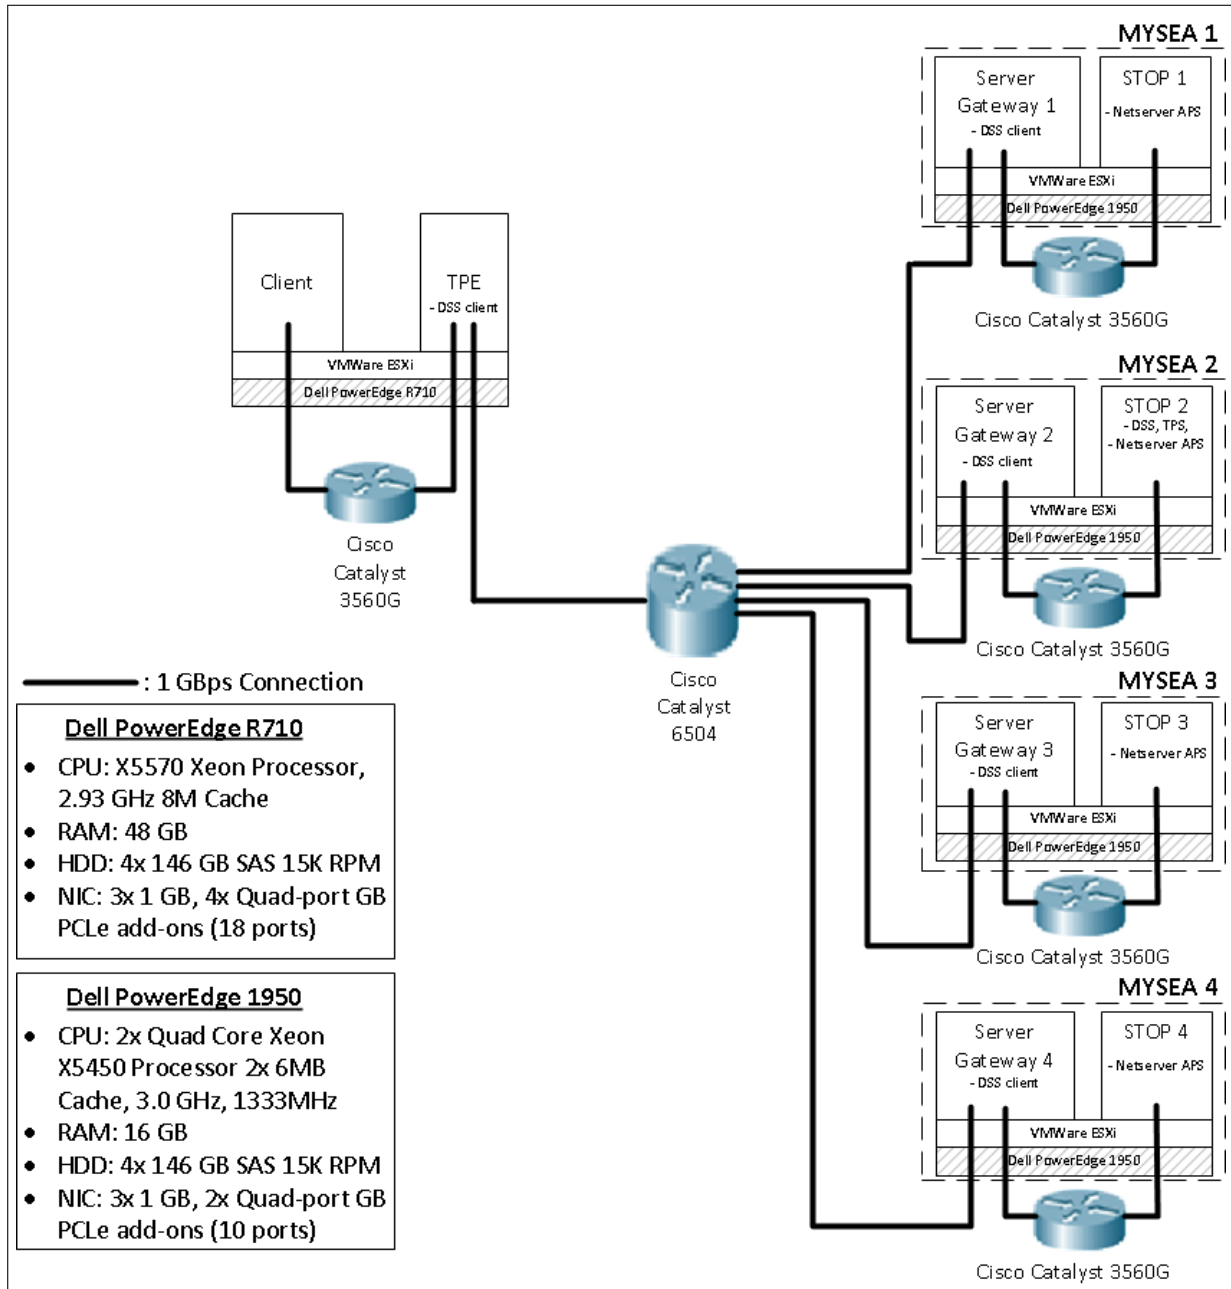 MYSEA 1
Server
Gateway 1
- DSS client
STOP 1
- Netserver APS
VMWare ESXi
Dell PowerEdge 1950
Cisco Catalyst 3560G
Client
TPE
- DSS client
VMWare ESXi
Dell PowerEdge R710
Cisco
Catalyst
3560G
MYSEA 2
Server
Gateway 2
- DSS client
STOP 2
- DSS, TPS,
- Netserver APS
VMWare ESXi
Dell PowerEdge 1950
Cisco Catalyst 3560G
Cisco
Catalyst
6504
MYSEA 3
Server
Gateway 3
- DSS client
STOP 3
- Netserver APS
VMWare ESXi
Dell PowerEdge 1950
Cisco Catalyst 3560G
MYSEA 4
Server
Gateway 4
- DSS client
STOP 4
- Netserver APS
VMWare ESXi
Dell PowerEdge 1950
Cisco Catalyst 3560G
: 1 GBps Connection
Dell PowerEdge R710
• CPU: X5570 Xeon Processor,
2.93 GHz 8M Cache
• RAM: 48 GB
• HDD: 4x 146 GB SAS 15K RPM
• NIC: 3x 1 GB, 4x Quad-port GB
PCLe add-ons (18 ports)
Dell PowerEdge 1950
• CPU: 2x Quad Core Xeon
X5450 Processor 2x 6MB
Cache, 3.0 GHz, 1333MHz
• RAM: 16 GB
• HDD: 4x 146 GB SAS 15K RPM
• NIC: 3x 1 GB, 2x Quad-port GB
PCLe add-ons (10 ports)